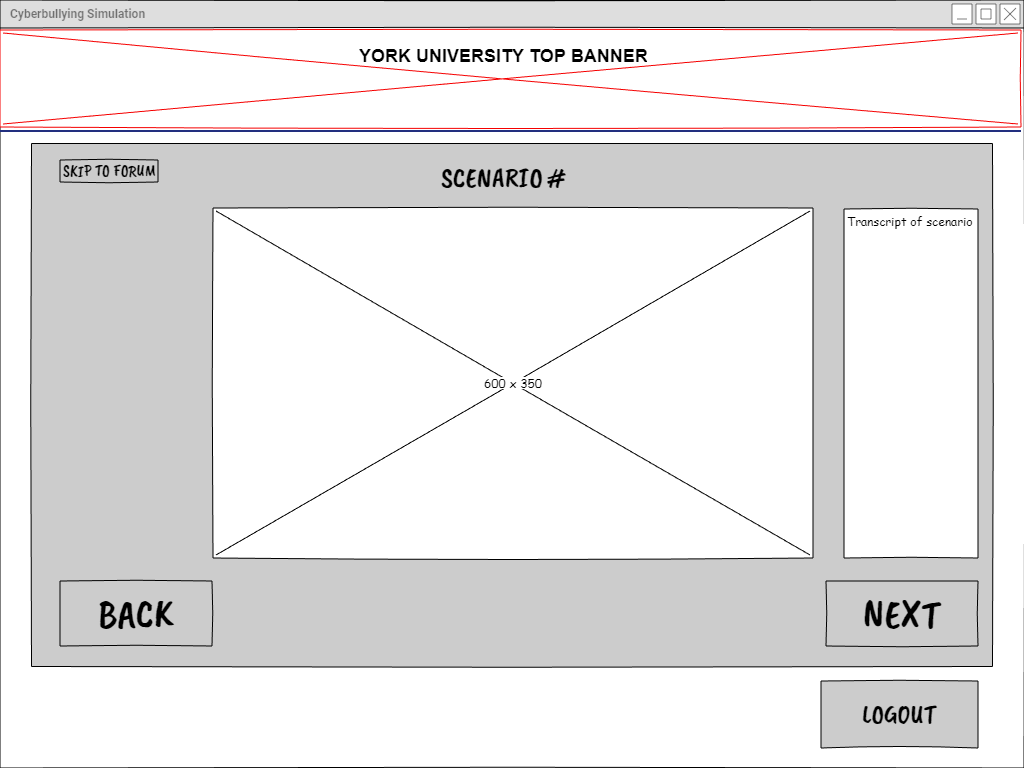 Cyberbullying Simulation
YORK UNIVERSITY TOP BANNER
SKIP TO FORUM
SCENARIO #
Transcript of scenario
600 x 350
BACK
NEXT
LOGOUT